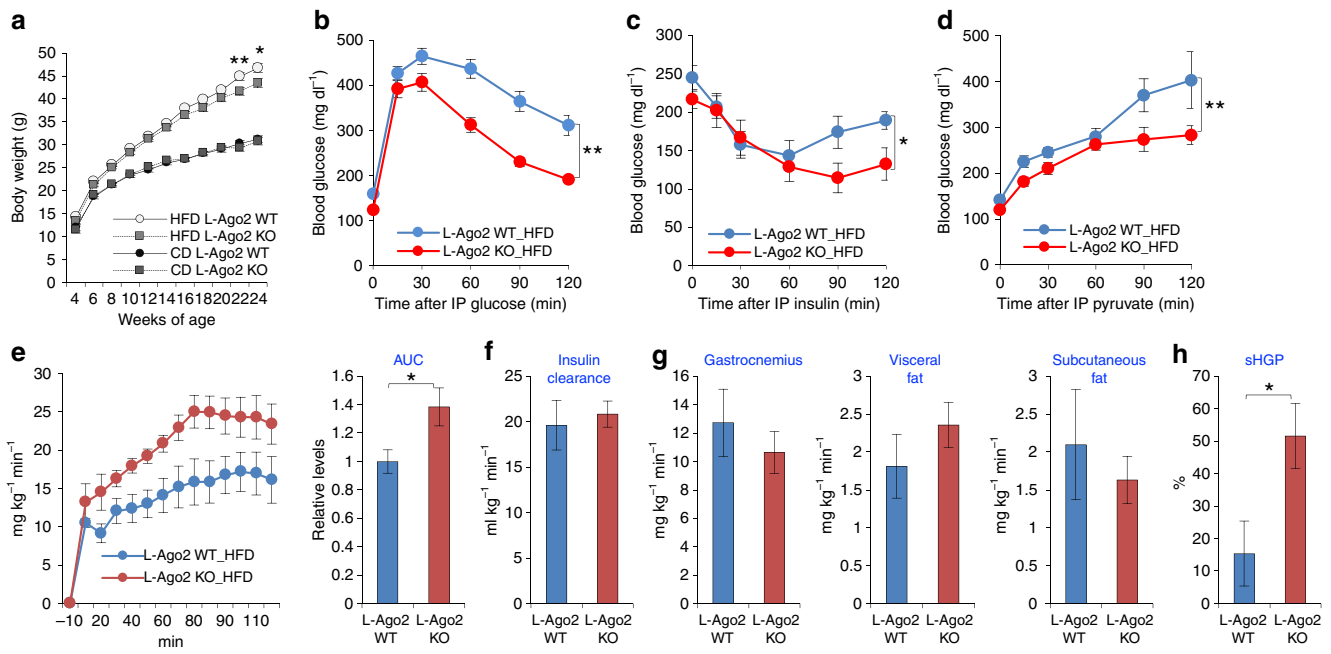 a
Body weight (g)
50
45
40
35
30
25
20
15
10
5
0
** *
HFD L-Ago2 WT
HFD L-Ago2 KO
CD L-Ago2 WT
CD L-Ago2 KO
4 6 8 10 12 14 16 18 20 22 24
Weeks of age
b
Blood glucose (mg dl⁻¹)
500
400
300
200
100
**
L-Ago2 WT_HFD
L-Ago2 KO_HFD
0 30 60 90 120
Time after IP glucose (min)
c
Blood glucose (mg dl⁻¹)
300
250
200
150
100
50
0
*
L-Ago2 WT_HFD
L-Ago2 KO_HFD
0 30 60 90 120
Time after IP insulin (min)
d
Blood glucose (mg dl⁻¹)
500
400
300
200
100
0
**
L-Ago2 WT_HFD
L-Ago2 KO_HFD
0 30 60 90 120
Time after IP pyruvate (min)
e
mg kg⁻¹ min⁻¹
30
25
20
15
10
5
0
L-Ago2 WT_HFD
L-Ago2 KO_HFD
–10 20 40 60 80 90 110
min
AUC
Relative levels
1.6
1.4
1.2
1.0
0.8
0.6
0.4
0.2
0
*
L-Ago2 L-Ago2
WT KO
f
Insulin
clearance
ml kg⁻¹ min⁻¹
25
20
15
10
5
0
L-Ago2 L-Ago2
WT KO
g
Gastrocnemius
mg kg⁻¹ min⁻¹
16
14
12
10
8
6
4
2
0
L-Ago2 L-Ago2
WT KO
Visceral
fat
mg kg⁻¹ min⁻¹
3
2.5
2
1.5
1
0.5
0
L-Ago2 L-Ago2
WT KO
Subcutaneous
fat
mg kg⁻¹ min⁻¹
3
2.5
2
1.5
1
0.5
0
L-Ago2 L-Ago2
WT KO
h
sHGP
%
70
60
50
40
30
20
10
0
*
L-Ago2 L-Ago2
WT KO